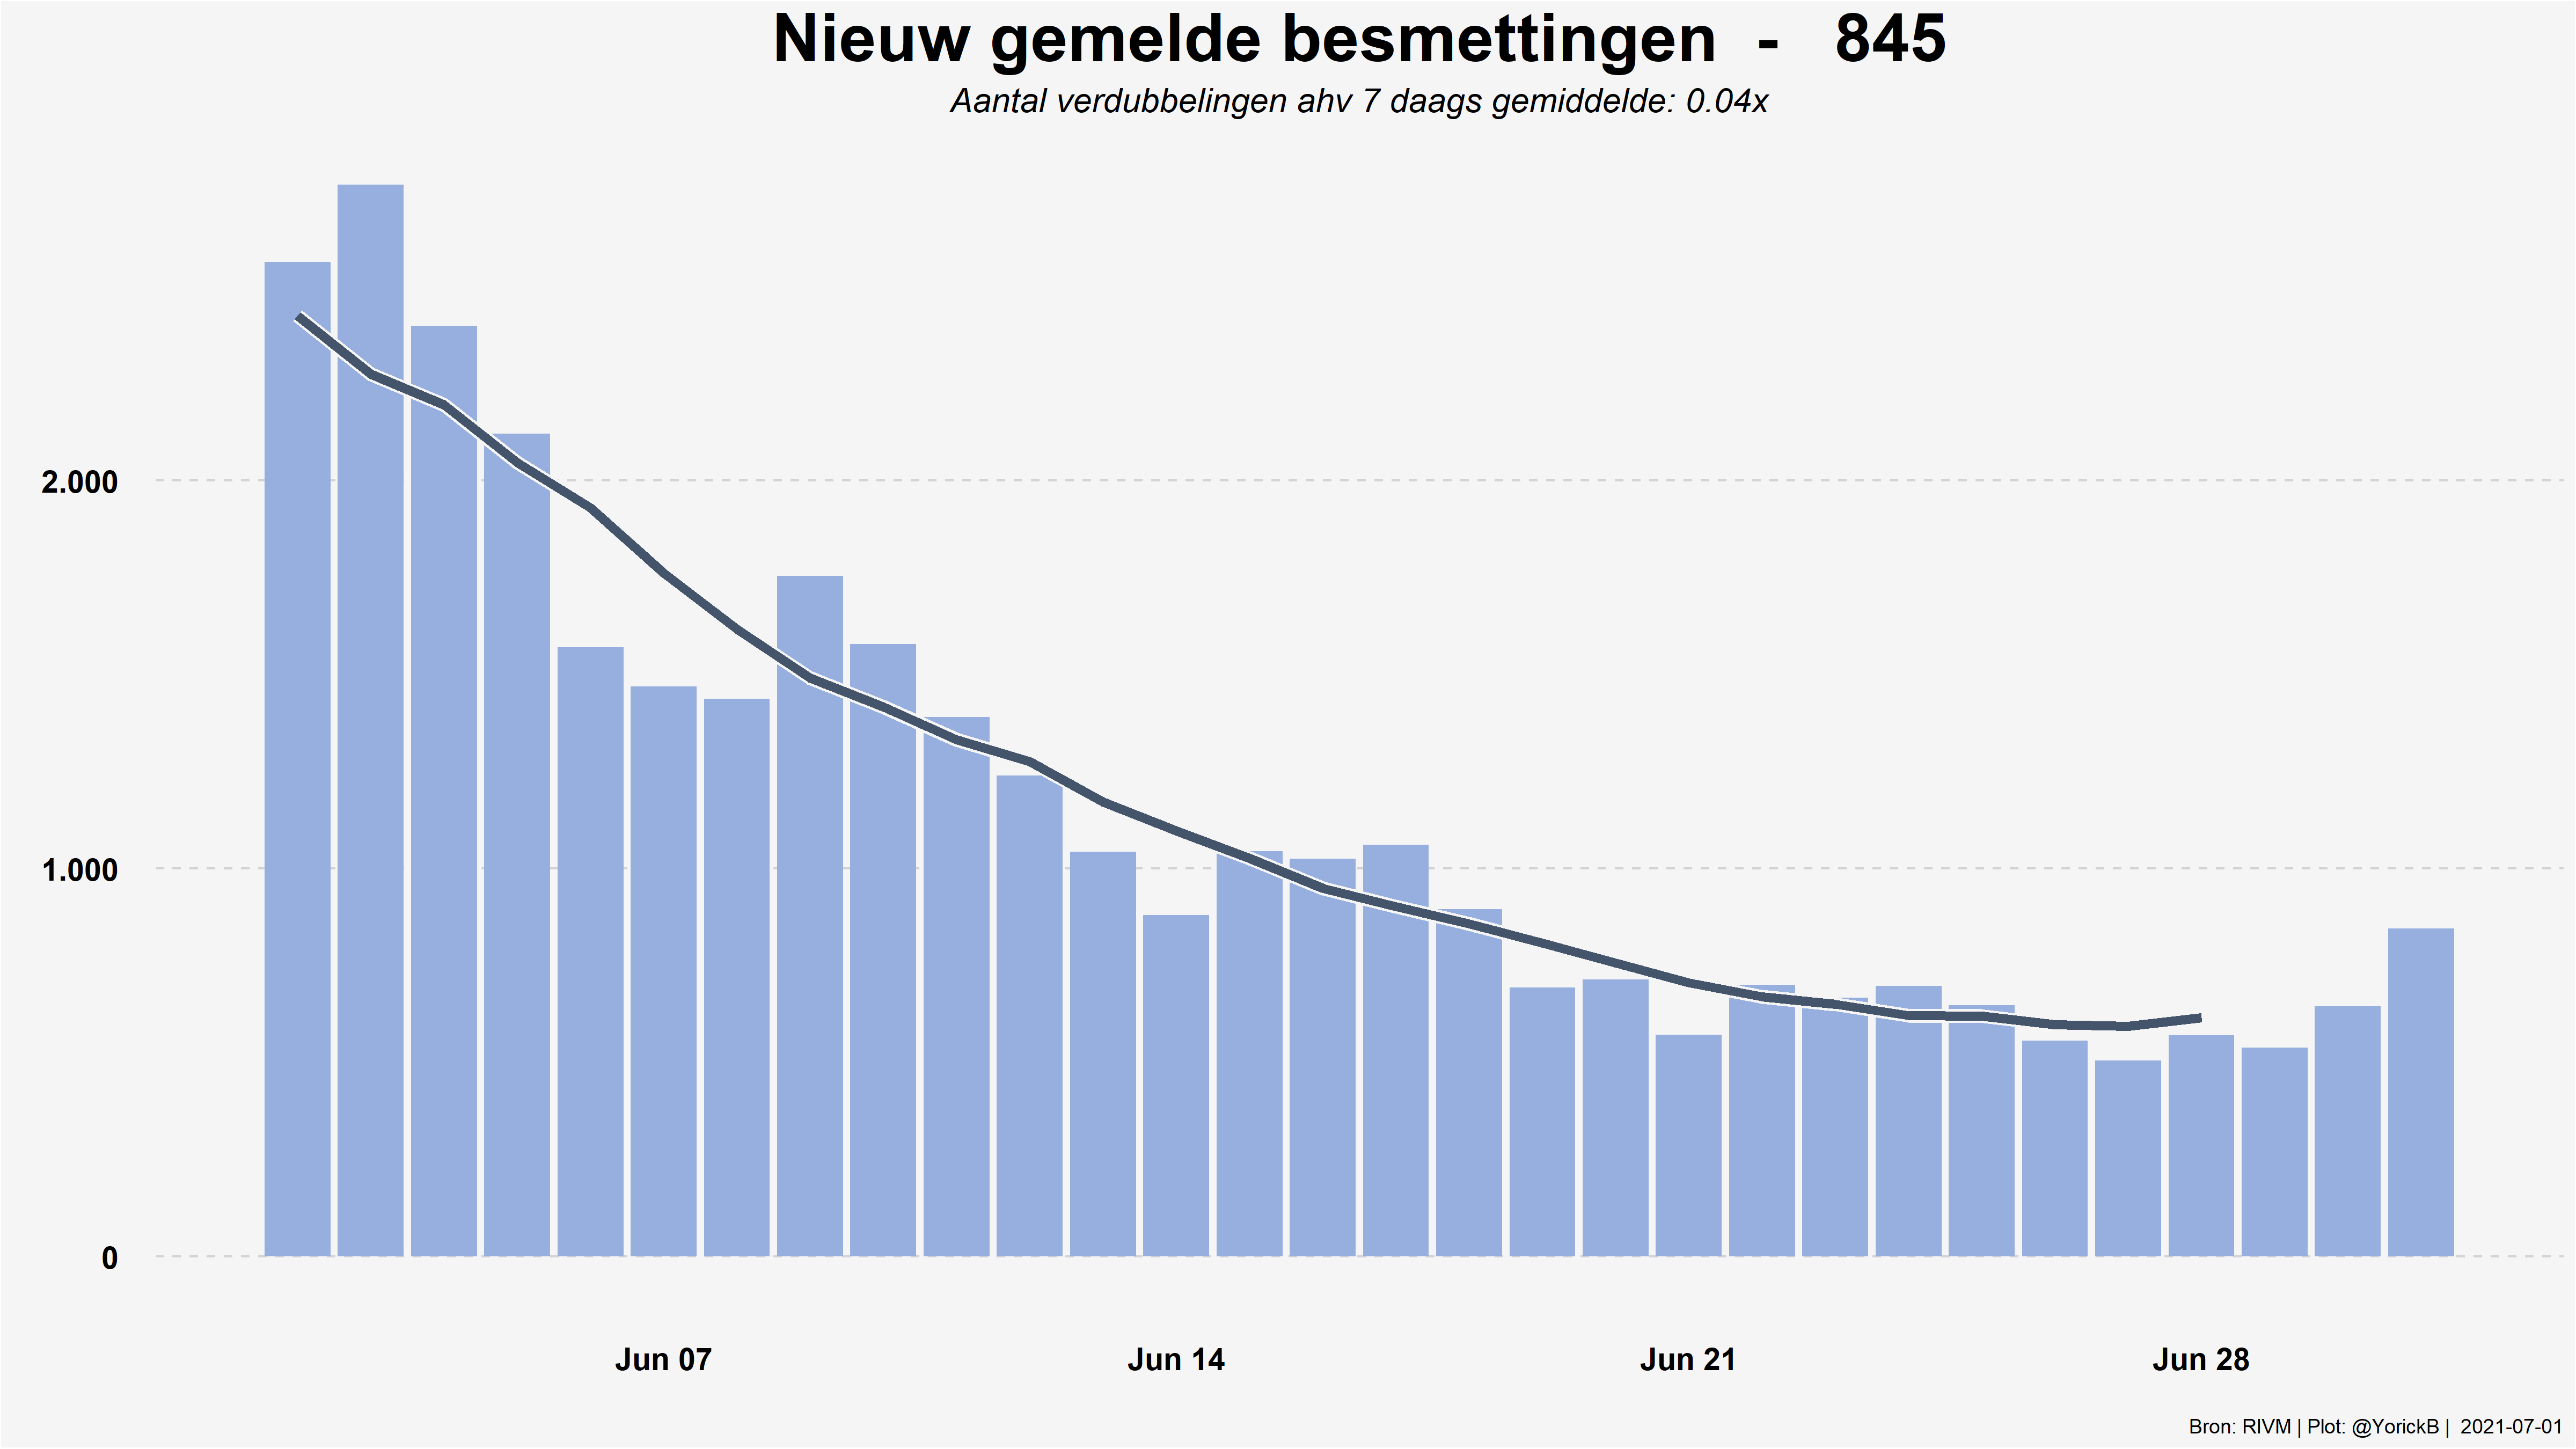 Nieuw gemelde besmettingen - 845
Aantal verdubbelingen ahv 7 daags gemiddelde: 0.04x
2.000
1.000
0
Jun 07 Jun 14 Jun 21 Jun 28
Bron: RIVM | Plot: @YorickB | 2021-07-01